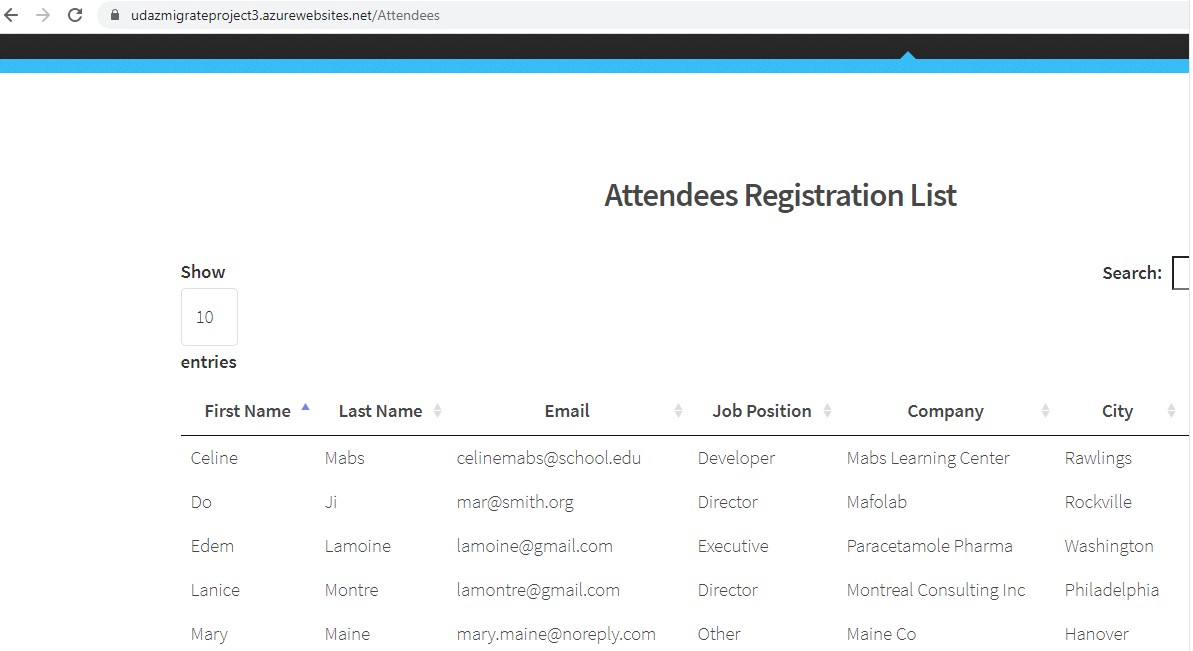 udazmigrateproject3.azurewebsites.net/Attendees
Attendees Registration List
Show
Search:
10
entries
First Name Last Name Email Job Position Company City
Celine Mabs celinemabs@school.edu Developer Mabs Learning Center Rawlings
Do Ji mar@smith.org Director Mafolab Rockville
Edem Lamoine lamoine@gmail.com Executive Paracetamole Pharma Washington
Lanice Montre lamontre@gmail.com Director Montreal Consulting Inc Philadelphia
Mary Maine mary.maine@noreply.com Other Maine Co Hanover